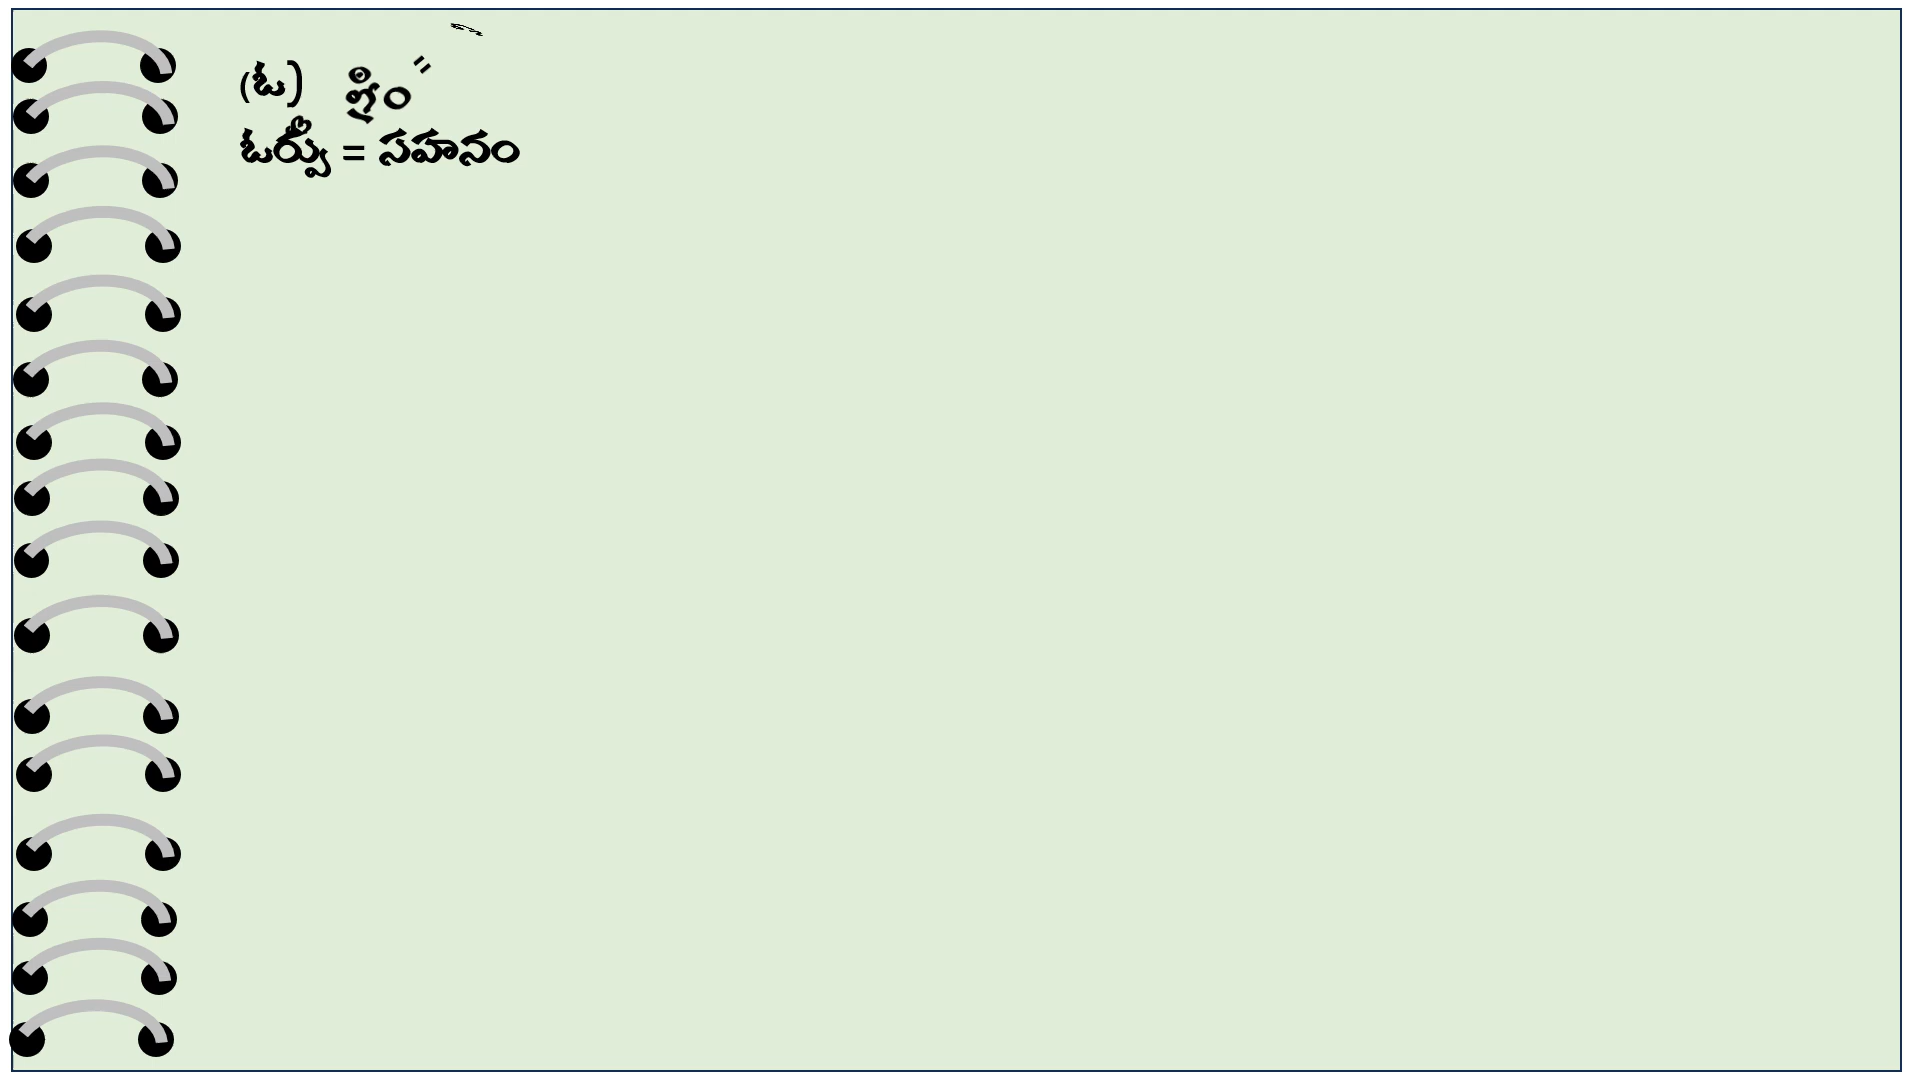 (ఓ)
ఓర్పు = సహనం